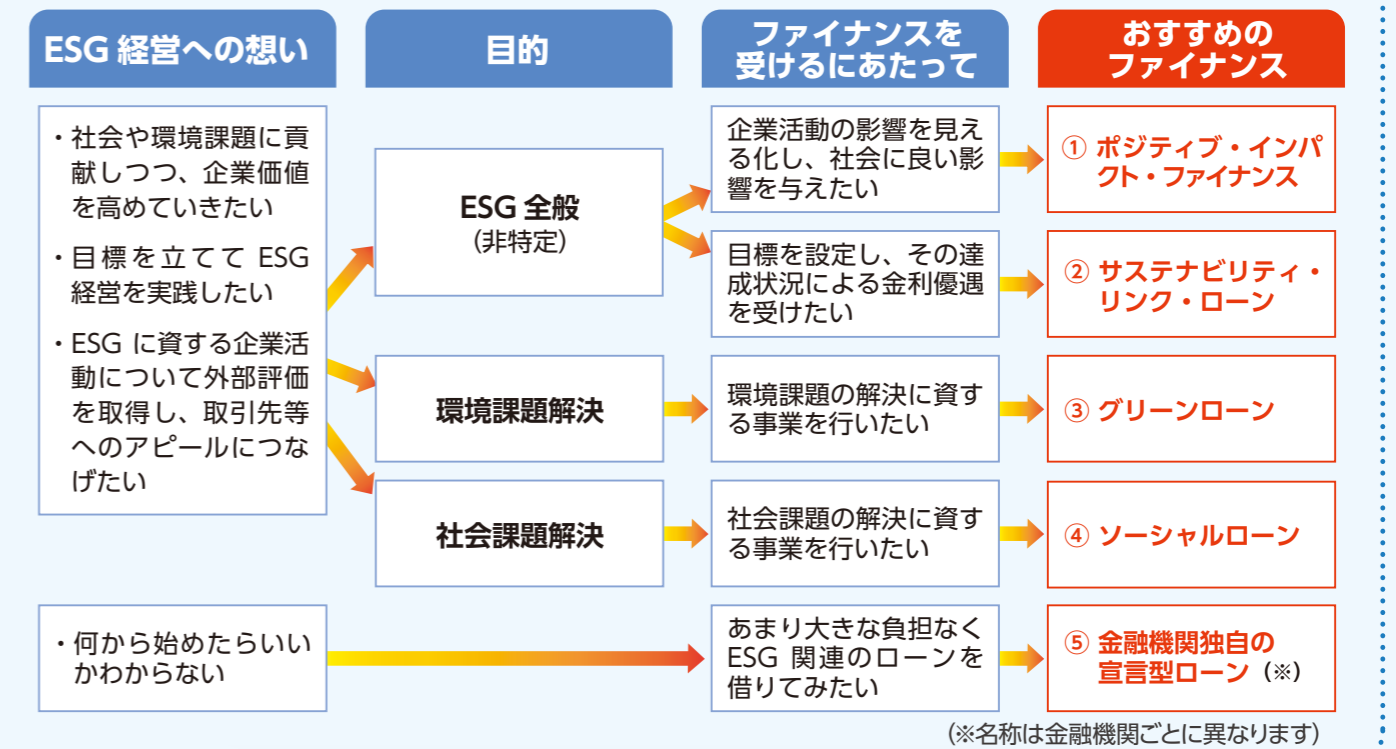 ESG 経営への想い
目的
ファイナンスを
受けるにあたって
おすすめの
ファイナンス
・社会や環境課題に貢
献しつつ、企業価値
を高めていきたい
・目標を立てて ESG
経営を実践したい
・ESG に資する企業活
動について外部評価
を取得し、取引先等
へのアピールにつな
げたい
ESG 全般
（非特定）
企業活動の影響を見え
る化し、社会に良い影
響を与えたい
① ポジティブ・インパ
クト・ファイナンス
目標を設定し、その達
成状況による金利優遇
を受けたい
② サステナビリティ・
リンク・ローン
環境課題解決
環境課題の解決に資す
る事業を行いたい
③ グリーンローン
社会課題解決
社会課題の解決に資す
る事業を行いたい
④ ソーシャルローン
・何から始めたらいい
かわからない
あまり大きな負担なく
ESG 関連のローンを
借りてみたい
⑤ 金融機関独自の
宣言型ローン（※）
（※名称は金融機関ごとに異なります）